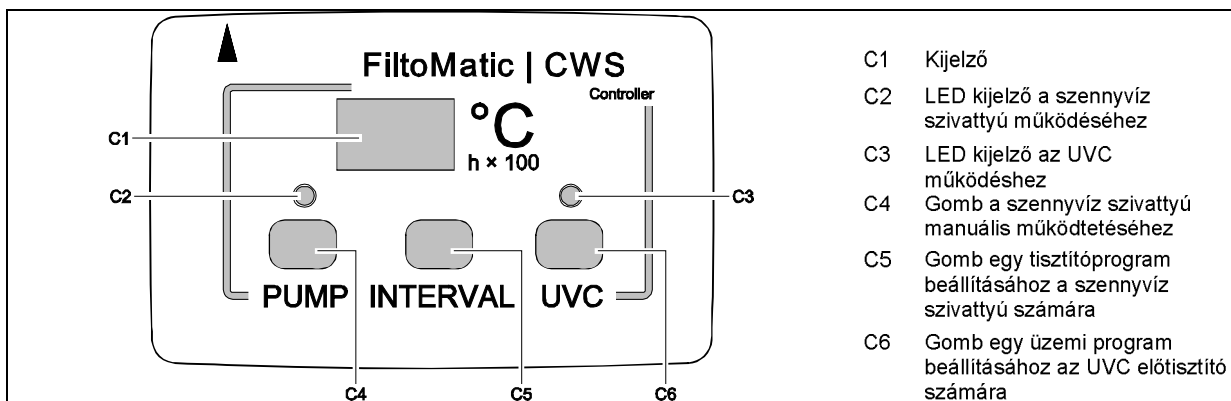 FiltoMatic | CWS
Controller
°C
h × 100
C1
C2
C3
PUMP
INTERVAL
UVC
C4
C5
C6
C1 Kijelző
C2 LED kijelző a szennyvíz
szivattyú működéséhez
C3 LED kijelző az UVC
működéshez
C4 Gomb a szennyvíz szivattyú
manuális működtetéséhez
C5 Gomb egy tisztítóprogram
beállításához a szennyvíz
szivattyú számára
C6 Gomb egy üzemi program
beállításához az UVC előtisztító
számára